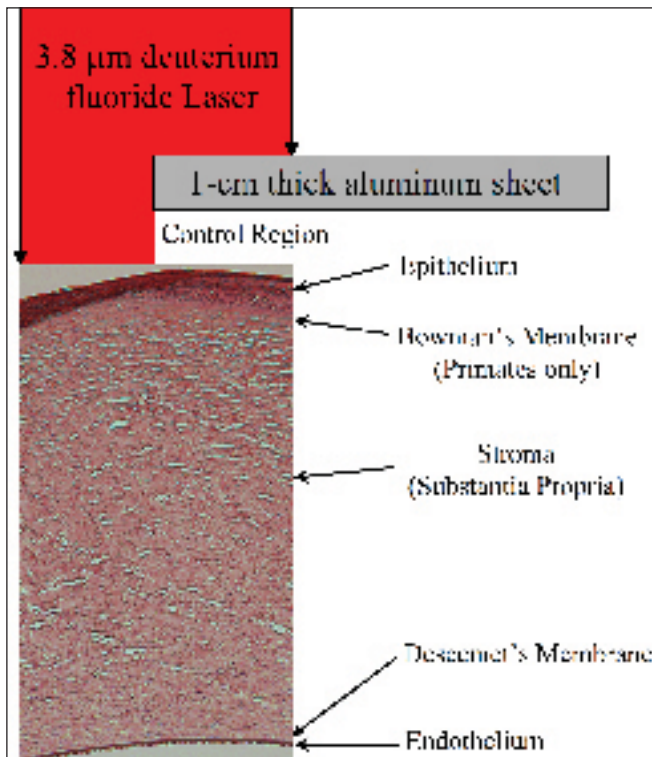 3.8 μm deuterium
fluoride Laser
1-cm thick aluminum sheet
Control Region
Epithelium
Bowman's Membrane
(Primates only)
Stroma
(Substantia Propria)
Descemet's Membrane
Endothelium